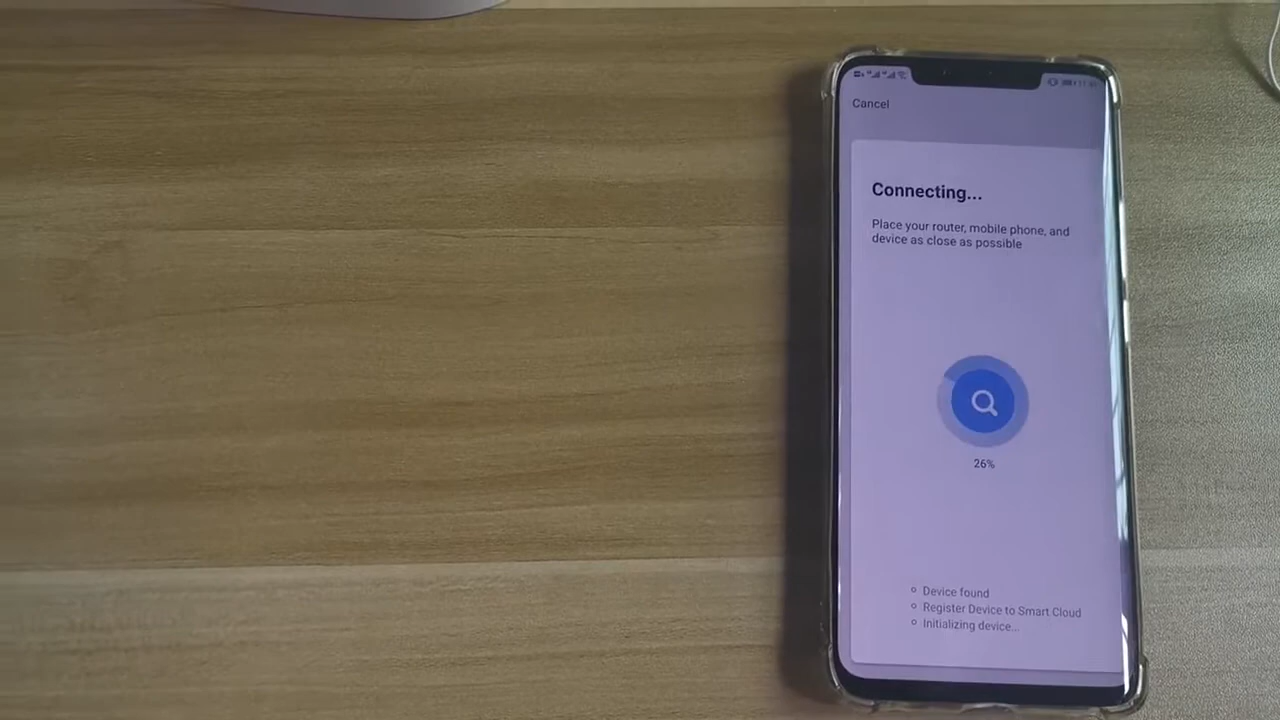 Cancel
Connecting...
Place your router, mobile phone, and
device as close as possible
26%
Device found
Register Device to Smart Cloud
Initializing device...